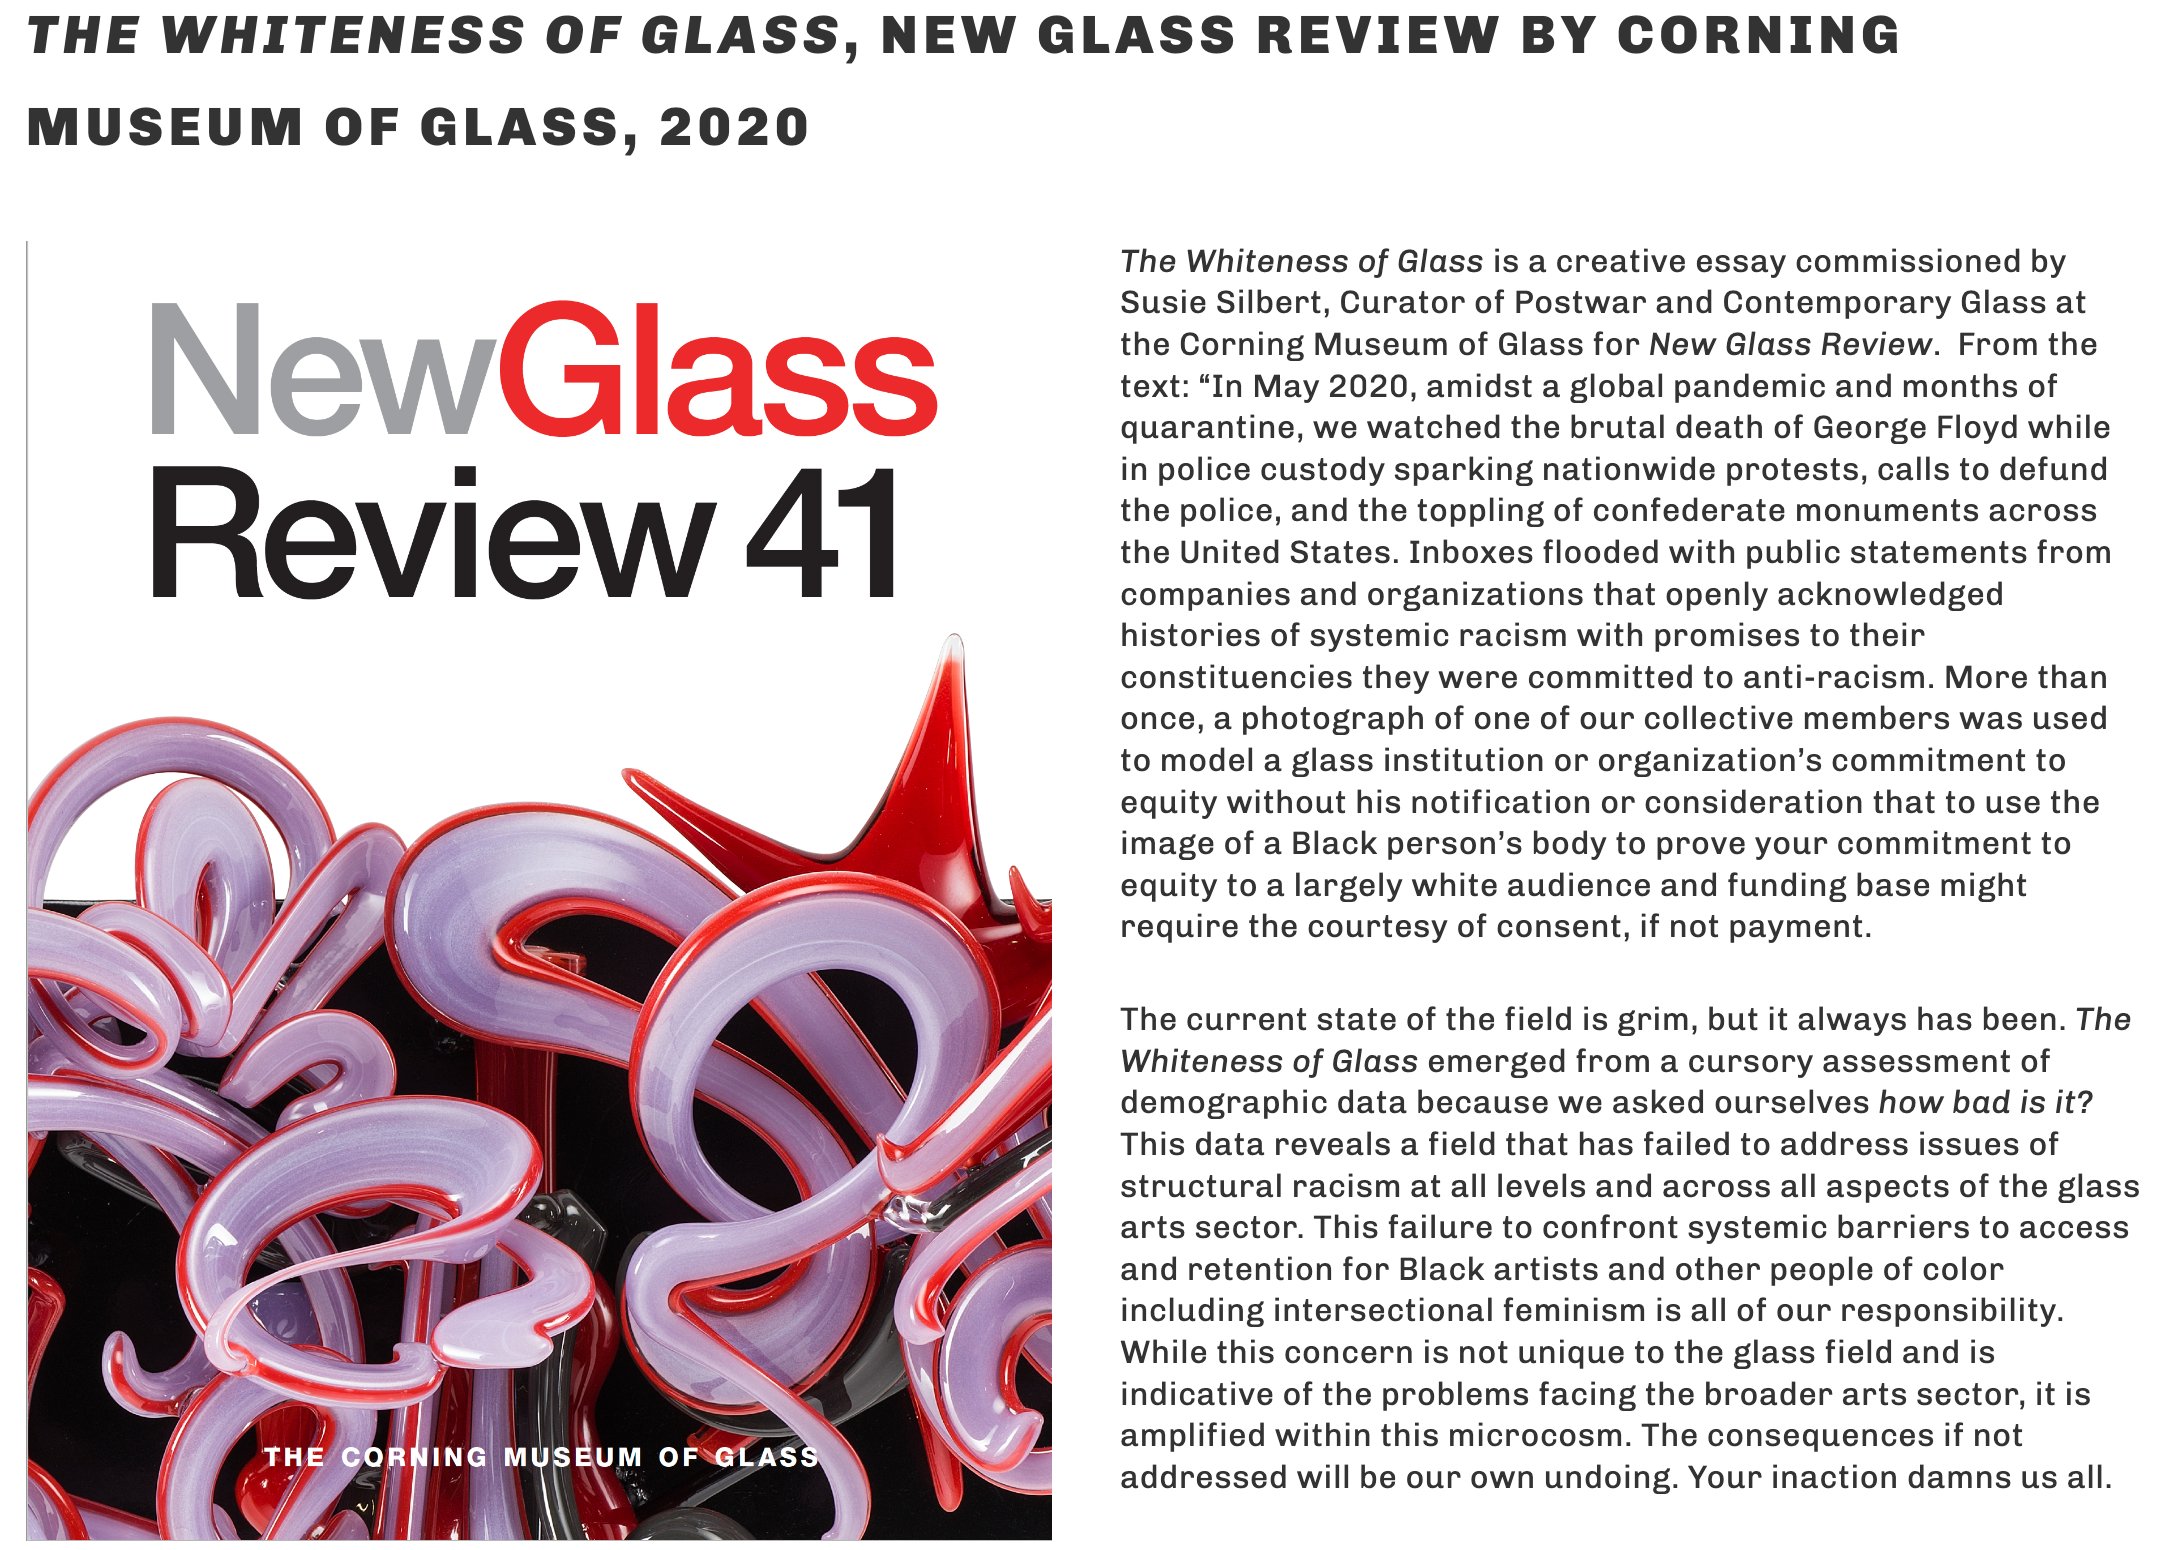 THE WHITENESS OF GLASS, NEW GLASS REVIEW BY CORNING
MUSEUM OF GLASS, 2020
NewGlass
Review 41
THE CORNING MUSEUM OF GLASS
The Whiteness of Glass is a creative essay commissioned by
Susie Silbert, Curator of Postwar and Contemporary Glass at
the Corning Museum of Glass for New Glass Review.  From the
text: “In May 2020, amidst a global pandemic and months of
quarantine, we watched the brutal death of George Floyd while
in police custody sparking nationwide protests, calls to defund
the police, and the toppling of confederate monuments across
the United States. Inboxes flooded with public statements from
companies and organizations that openly acknowledged
histories of systemic racism with promises to their
constituencies they were committed to anti-racism. More than
once, a photograph of one of our collective members was used
to model a glass institution or organization’s commitment to
equity without his notification or consideration that to use the
image of a Black person’s body to prove your commitment to
equity to a largely white audience and funding base might
require the courtesy of consent, if not payment.
The current state of the field is grim, but it always has been. The
Whiteness of Glass emerged from a cursory assessment of
demographic data because we asked ourselves how bad is it?
This data reveals a field that has failed to address issues of
structural racism at all levels and across all aspects of the glass
arts sector. This failure to confront systemic barriers to access
and retention for Black artists and other people of color
including intersectional feminism is all of our responsibility.
While this concern is not unique to the glass field and is
indicative of the problems facing the broader arts sector, it is
amplified within this microcosm. The consequences if not
addressed will be our own undoing. Your inaction damns us all.